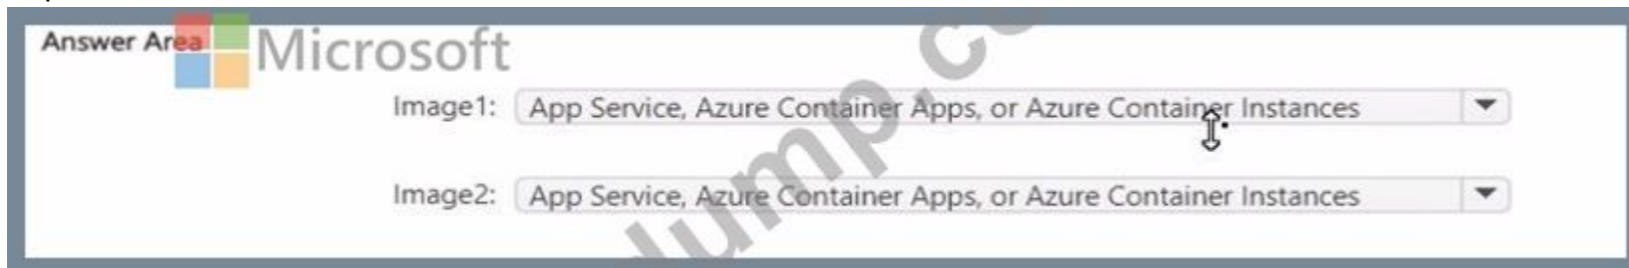 Answer Area
Microsoft
Image1: App Service, Azure Container Apps, or Azure Container Instances
Image2: App Service, Azure Container Apps, or Azure Container Instances